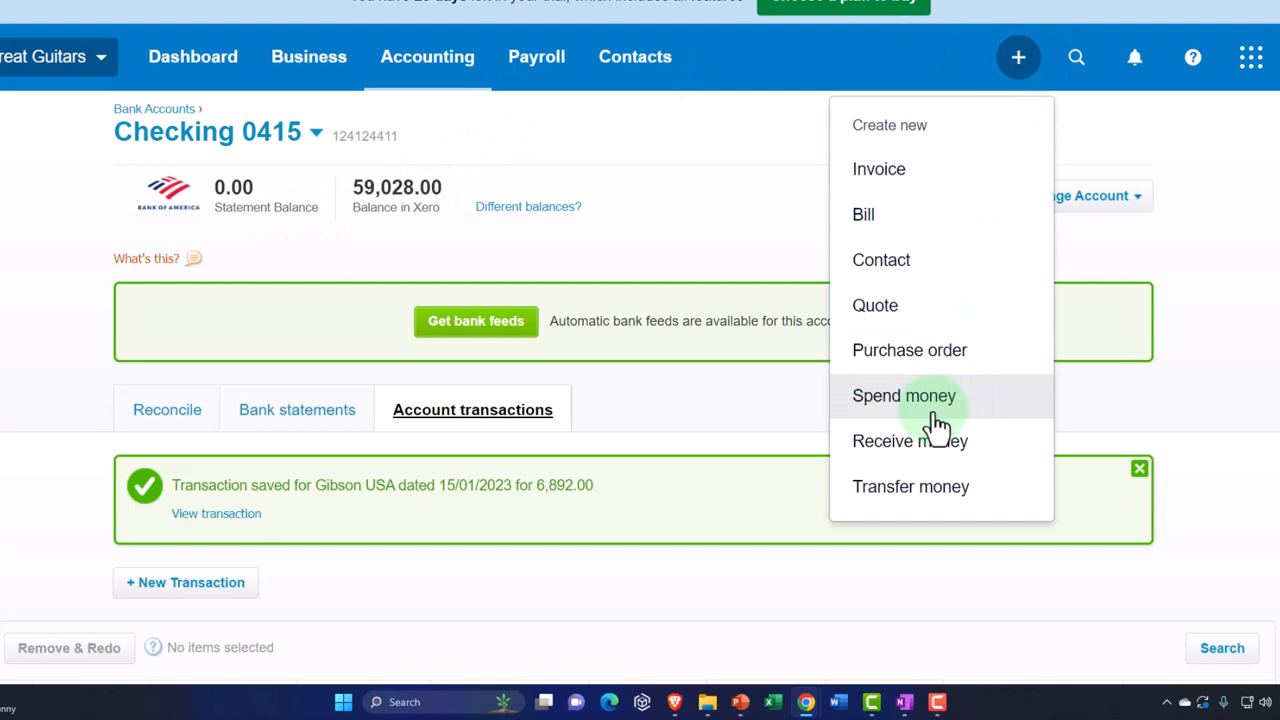 reat Guitars
Dashboard
Business
Accounting
Payroll
Contacts
Bank Accounts ›
Checking 0415 124124411
BANK OF AMERICA
0.00
Statement Balance
59,028.00
Balance in Xero
Different balances?
ge Account
What's this?
Get bank feeds
Automatic bank feeds are available for this acco
Create new
Invoice
Bill
Contact
Quote
Purchase order
Spend money
Receive money
Transfer money
Reconcile
Bank statements
Account transactions
Transaction saved for Gibson USA dated 15/01/2023 for 6,892.00
View transaction
+ New Transaction
Remove & Redo
? No items selected
Search
nny
Search